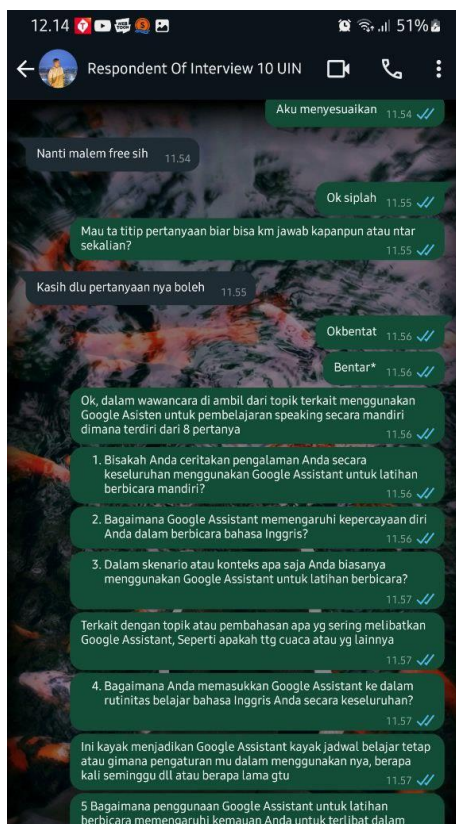 12.14
51%
Respondent Of Interview 10 UIN
Aku menyesuaikan 11.54
Nanti malem free sih 11.54
Ok siplah 11.55
Mau ta titip pertanyaan biar bisa km jawab kapanpun atau ntar
sekalian?
11.55
Kasih dlu pertanyaan nya boleh 11.55
Okbentat 11.56
Bentar* 11.56
Ok, dalam wawancara di ambil dari topik terkait menggunakan
Google Asisten untuk pembelajaran speaking secara mandiri
dimana terdiri dari 8 pertanya
11.56
1. Bisakah Anda ceritakan pengalaman Anda secara
keseluruhan menggunakan Google Assistant untuk latihan
berbicara mandiri?
11.56
2. Bagaimana Google Assistant memengaruhi kepercayaan diri
Anda dalam berbicara bahasa Inggris?
11.56
3. Dalam skenario atau konteks apa saja Anda biasanya
menggunakan Google Assistant untuk latihan berbicara?
11.57
Terkait dengan topik atau pembahasan apa yg sering melibatkan
Google Assistant, Seperti apakah ttg cuaca atau yg lainnya
11.57
4. Bagaimana Anda memasukkan Google Assistant ke dalam
rutinitas belajar bahasa Inggris Anda secara keseluruhan?
11.57
Ini kayak menjadikan Google Assistant kayak jadwal belajar tetap
atau gimana pengaturan mu dalam menggunakan nya, berapa
kali seminggu dll atau berapa lama gtu
11.57
5 Bagaimana penggunaan Google Assistant untuk latihan
berbicara memengaruhi kemauan Anda untuk terlibat dalam